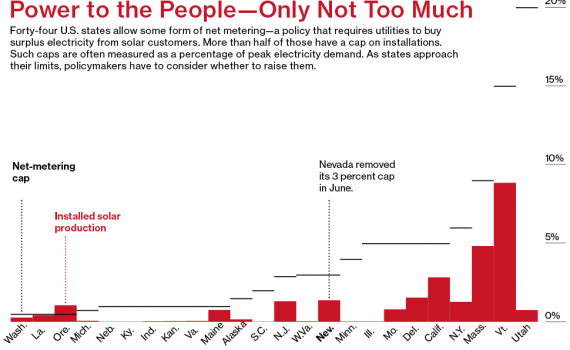 Power to the People—Only Not Too Much
Forty-four U.S. states allow some form of net metering—a policy that requires utilities to buy
surplus electricity from solar customers. More than half of those have a cap on installations.
Such caps are often measured as a percentage of peak electricity demand. As states approach
their limits, policymakers have to consider whether to raise them.
20%
15%
10%
5%
0%
Net-metering
cap
Installed solar
production
Nevada removed
its 3 percent cap
in June.
Wash.
La.
Ore.
Mich.
Neb.
Ky.
Ind.
Kan.
Va.
Maine
Alaska
S.C.
N.J.
W.Va.
Nev.
Minn.
Ill.
Mo.
Del.
Calif.
N.Y.
Mass.
Vt.
Utah